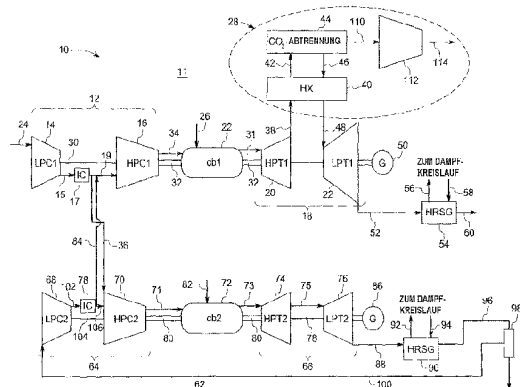 28
44
110
10
CO₂ ABTRENNUNG
11
42
46
112
114
HX
40
12
16
26
22
38
48
24
14
30
34
31
50
LPC1
HPC1
cb1
HPT1
LPT1
G
19
32
32
56
58
15
IC
17
20
22
ZUM DAMPF-
KREISLAUF
18
52
HRSG
60
84
36
54
78
70
72
74
76
68
102
IC
71
82
73
75
86
ZUM DAMPF-
KREISLAUF
96
98
LPC2
HPC2
cb2
HPT2
LPT2
G
92
94
104
106
80
80
78
88
HRSG
64
66
90
62
100